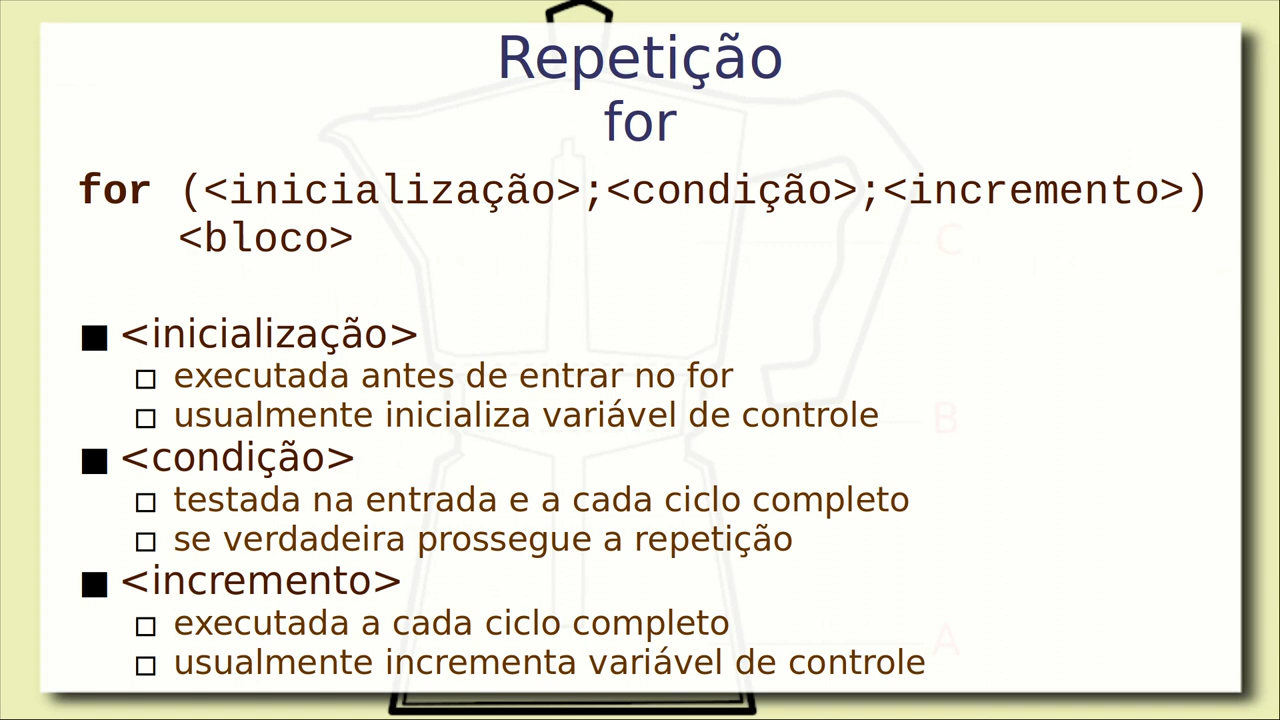 Repetição
for
for (<inicialização>;<condição>;<incremento>)
<bloco>
<inicialização>
executada antes de entrar no for
usualmente inicializa variável de controle
<condição>
testada na entrada e a cada ciclo completo
se verdadeira prossegue a repetição
<incremento>
executada a cada ciclo completo
usualmente incrementa variável de controle
C
B
A